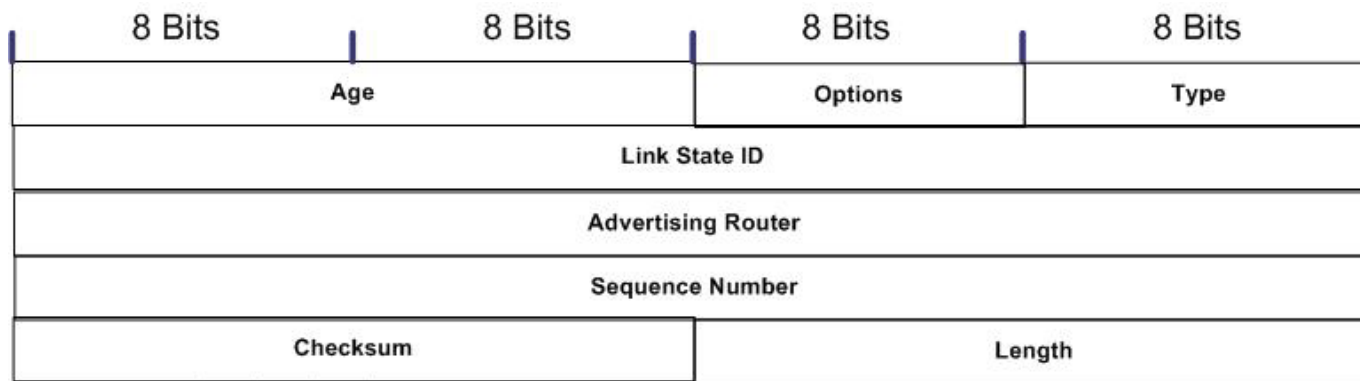 8 Bits 8 Bits 8 Bits 8 Bits
Age Options Type
Link State ID
Advertising Router
Sequence Number
Checksum Length